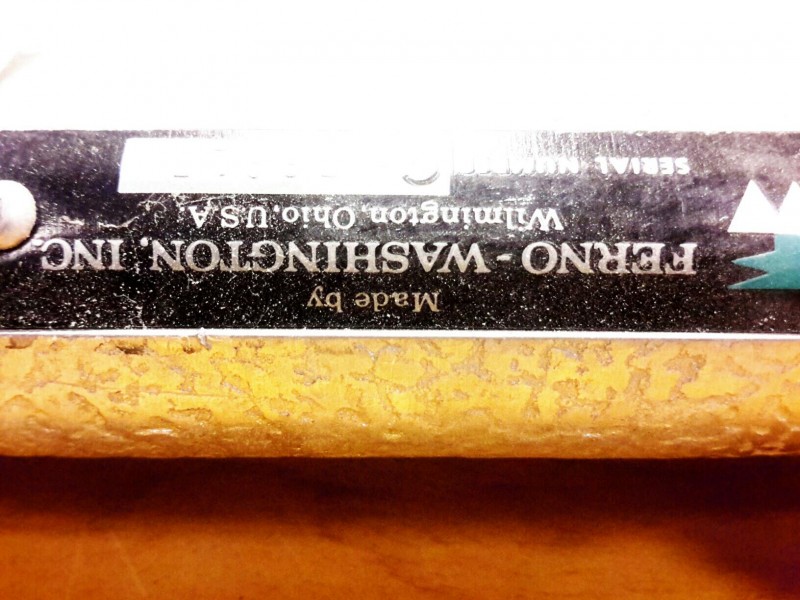 Made by
FERNO - WASHINGTON, INC.
Wilmington, Ohio, U.S.A.
SERIAL NUMBER